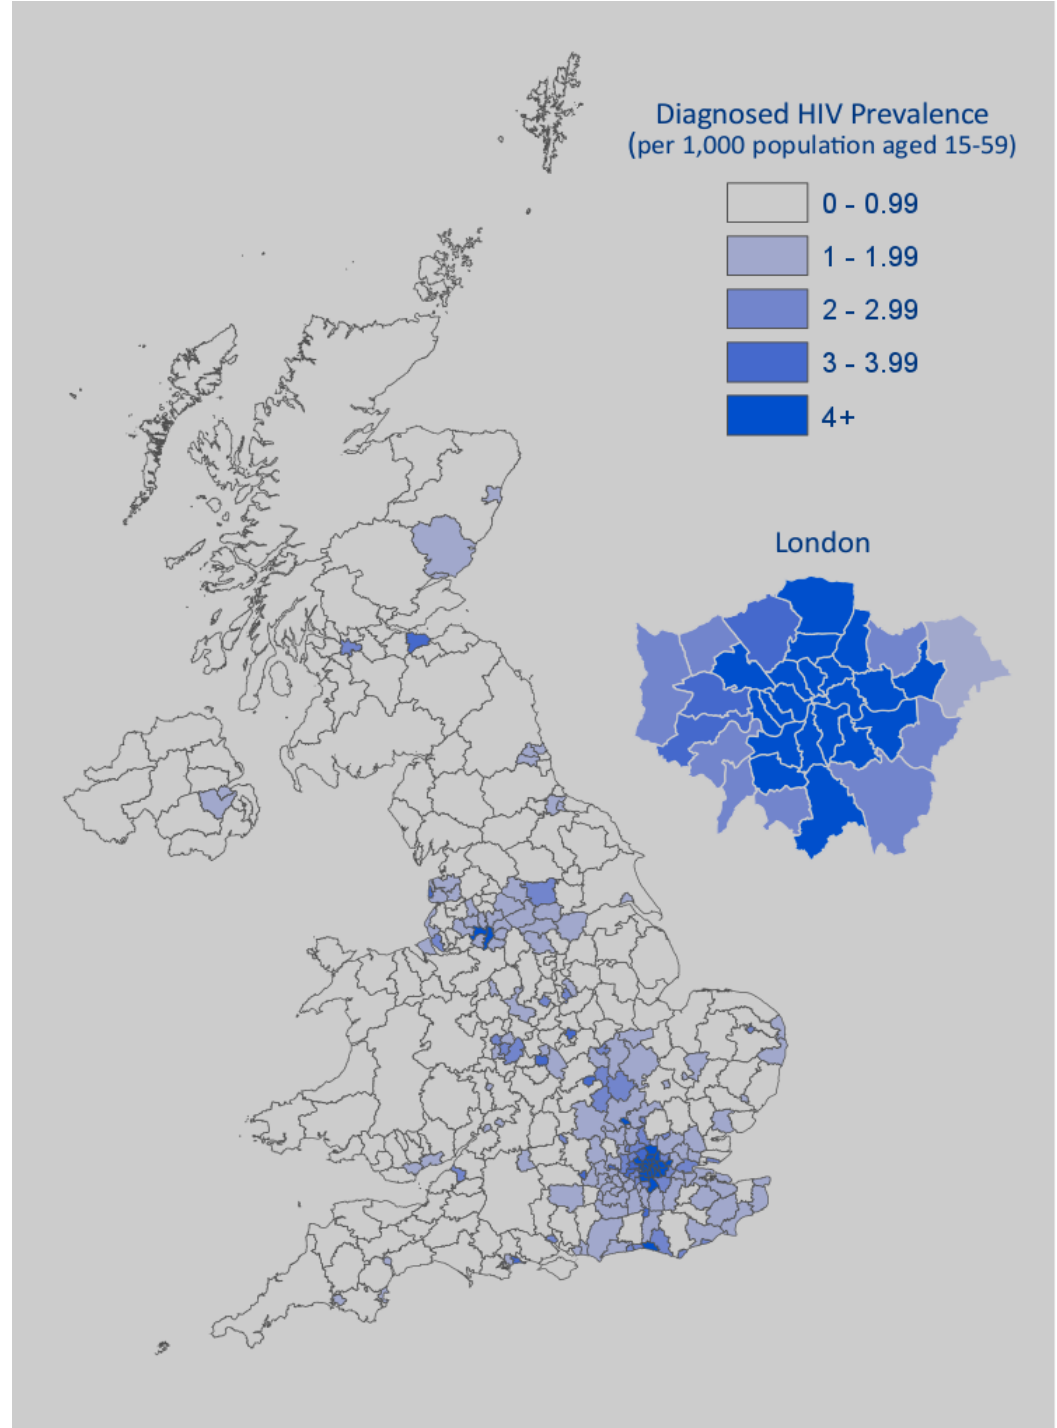 Diagnosed HIV Prevalence
(per 1,000 population aged 15-59)
0 - 0.99
1 - 1.99
2 - 2.99
3 - 3.99
4+
London